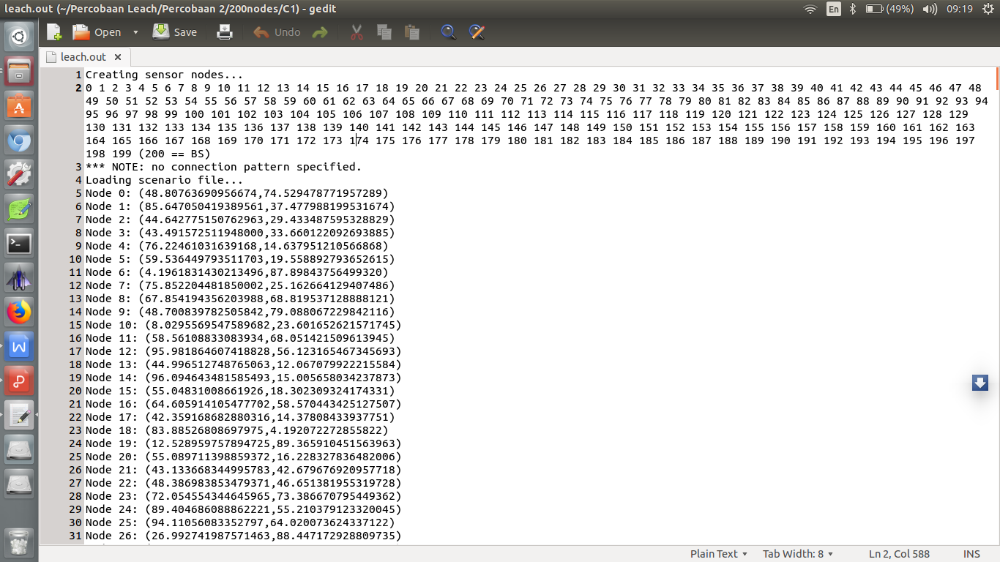 leach.out (~/Percobaan Leach/Percobaan 2/200nodes/C1) - gedit
En (49%) 09:19
Open Save Undo
leach.out ×
1 Creating sensor nodes...
2 0 1 2 3 4 5 6 7 8 9 10 11 12 13 14 15 16 17 18 19 20 21 22 23 24 25 26 27 28 29 30 31 32 33 34 35 36 37 38 39 40 41 42 43 44 45 46 47 48
49 50 51 52 53 54 55 56 57 58 59 60 61 62 63 64 65 66 67 68 69 70 71 72 73 74 75 76 77 78 79 80 81 82 83 84 85 86 87 88 89 90 91 92 93 94
95 96 97 98 99 100 101 102 103 104 105 106 107 108 109 110 111 112 113 114 115 116 117 118 119 120 121 122 123 124 125 126 127 128 129
130 131 132 133 134 135 136 137 138 139 140 141 142 143 144 145 146 147 148 149 150 151 152 153 154 155 156 157 158 159 160 161 162 163
164 165 166 167 168 169 170 171 172 173 174 175 176 177 178 179 180 181 182 183 184 185 186 187 188 189 190 191 192 193 194 195 196 197
198 199 (200 == BS)
3 *** NOTE: no connection pattern specified.
4 Loading scenario file...
5 Node 0: (48.80763690956674,74.529478771957289)
6 Node 1: (85.647050419389561,37.477988199531674)
7 Node 2: (44.642775150762963,29.433487595328829)
8 Node 3: (43.491572511948000,33.660122092693885)
9 Node 4: (76.22461031639168,14.637951210566868)
10 Node 5: (59.536449793511703,19.558892793652615)
11 Node 6: (4.1961831430213496,87.89843756499320)
12 Node 7: (75.852204481850002,25.162664129407486)
13 Node 8: (67.854194356203988,68.819537128888121)
14 Node 9: (48.700839782505842,79.088067229842116)
15 Node 10: (8.0295569547589682,23.601652621571745)
16 Node 11: (58.56108833083934,68.051421509613945)
17 Node 12: (95.981864607418828,56.123165467345693)
18 Node 13: (44.996512748765063,12.067079922215584)
19 Node 14: (96.094643481585493,15.005658034237873)
20 Node 15: (55.04831008661926,18.302309324174331)
21 Node 16: (64.605914105477702,58.570443425127507)
22 Node 17: (42.359168682880316,14.37808433937751)
23 Node 18: (83.88526808697975,4.192072272855822)
24 Node 19: (12.528959757894725,89.365910451563963)
25 Node 20: (55.089711398859372,16.228327836482006)
26 Node 21: (43.133668344995783,42.679676920957718)
27 Node 22: (48.386983853479371,46.651381955319728)
28 Node 23: (72.054554344645965,73.386670795449362)
29 Node 24: (89.404686088862221,55.210379123320045)
30 Node 25: (94.11056083352797,64.020073624337122)
31 Node 26: (26.992741987571463,88.447172928809735)
Plain Text Tab Width: 8 Ln 2, Col 588 INS